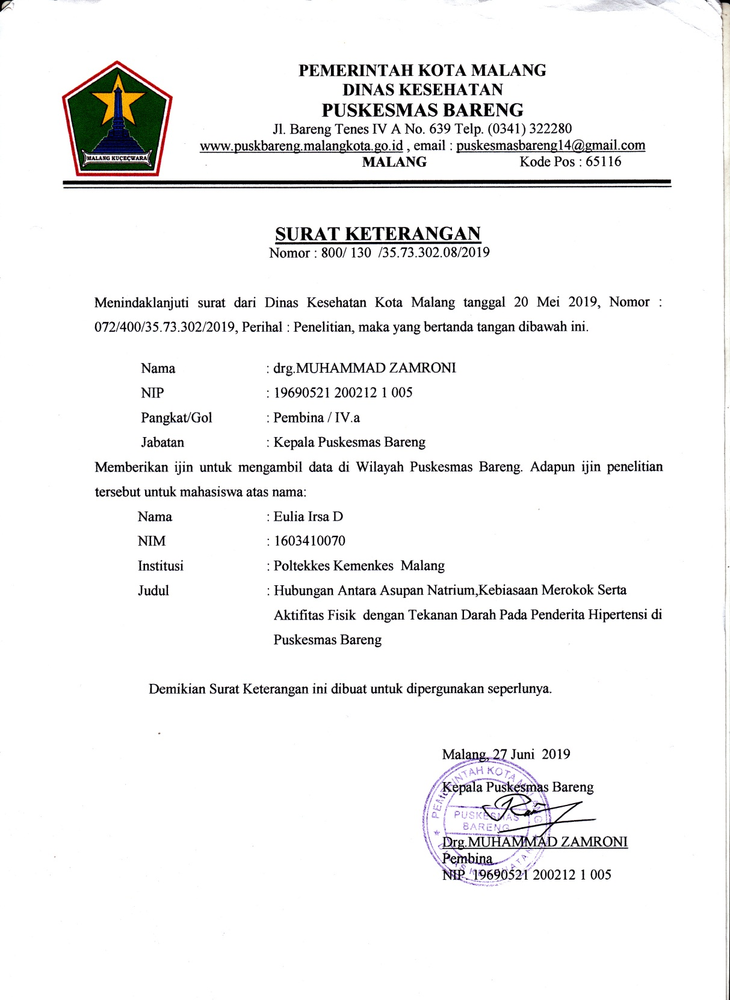 PEMERINTAH KOTA MALANG
DINAS KESEHATAN
PUSKESMAS BARENG
Jl. Bareng Tenes IV A No. 639 Telp. (0341) 322280
www.puskbareng.malangkota.go.id , email : puskesmasbareng14@gmail.com
MALANG Kode Pos : 65116
MALANG KUÇEÇWARA
SURAT KETERANGAN
Nomor : 800/ 130 /35.73.302.08/2019
Menindaklanjuti surat dari Dinas Kesehatan Kota Malang tanggal 20 Mei 2019, Nomor :
072/400/35.73.302/2019, Perihal : Penelitian, maka yang bertanda tangan dibawah ini.
Nama : drg.MUHAMMAD ZAMRONI
NIP : 19690521 200212 1 005
Pangkat/Gol : Pembina / IV.a
Jabatan : Kepala Puskesmas Bareng
Memberikan ijin untuk mengambil data di Wilayah Puskesmas Bareng. Adapun ijin penelitian
tersebut untuk mahasiswa atas nama:
Nama : Eulia Irsa D
NIM : 1603410070
Institusi : Poltekkes Kemenkes Malang
Judul : Hubungan Antara Asupan Natrium,Kebiasaan Merokok Serta
Aktifitas Fisik dengan Tekanan Darah Pada Penderita Hipertensi di
Puskesmas Bareng
Demikian Surat Keterangan ini dibuat untuk dipergunakan seperlunya.
Malang, 27 Juni 2019
Kepala Puskesmas Bareng
PEMERINTAH KOTA MALANG
PUSKESMAS
BARENG
DINAS KESEHATAN
Drg.MUHAMMAD ZAMRONI
Pembina
NIP. 19690521 200212 1 005